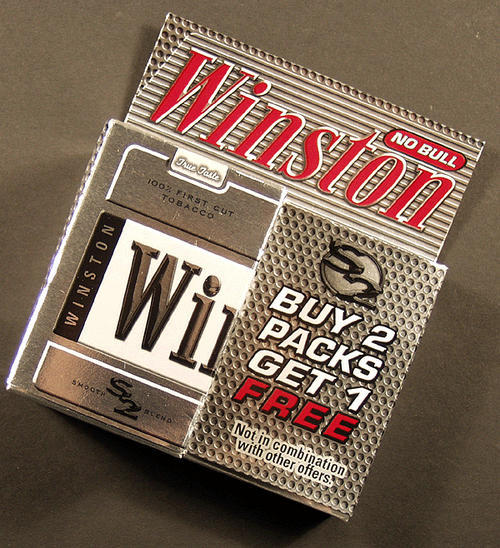 Winston
NO BULL
True Taste
100% FIRST CUT
TOBACCO
WINSTON
Wi
SMOOTH S2 BLEND
S2
BUY 2
PACKS
GET 1
FREE
Not in combination
with other offers.